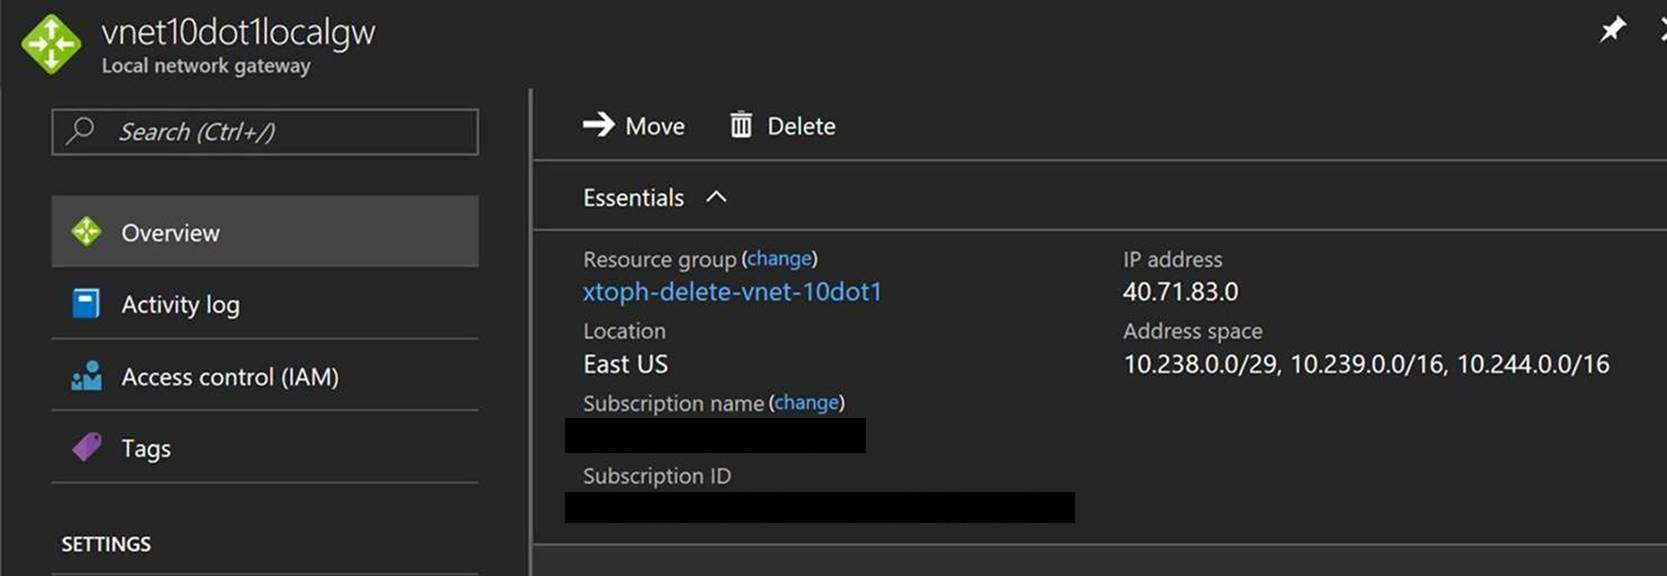 vnet10dot1localgw
Local network gateway
Search (Ctrl+/)
Overview
Activity log
Access control (IAM)
Tags
SETTINGS
Move Delete
Essentials
Resource group (change)
xtoph-delete-vnet-10dot1
Location
East US
Subscription name (change)
Subscription ID
IP address
40.71.83.0
Address space
10.238.0.0/29, 10.239.0.0/16, 10.244.0.0/16